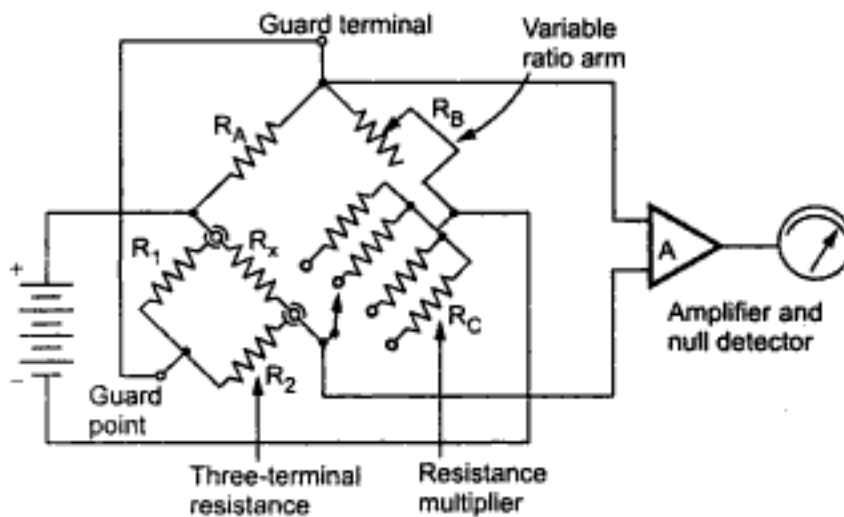 Guard terminal
Variable
ratio arm
R_A
R_B
+
R_1
R_x
A
R_C
Amplifier and
null detector
−
R_2
Guard
point
Three-terminal
resistance
Resistance
multiplier